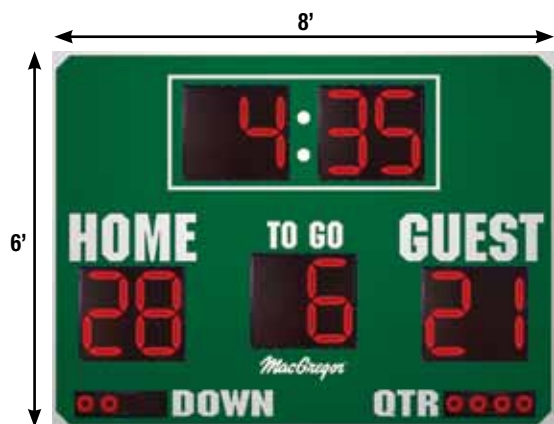 8'
6'
4:35
HOME TO GO GUEST
28 6 21
MacGregor
DOWN QTR